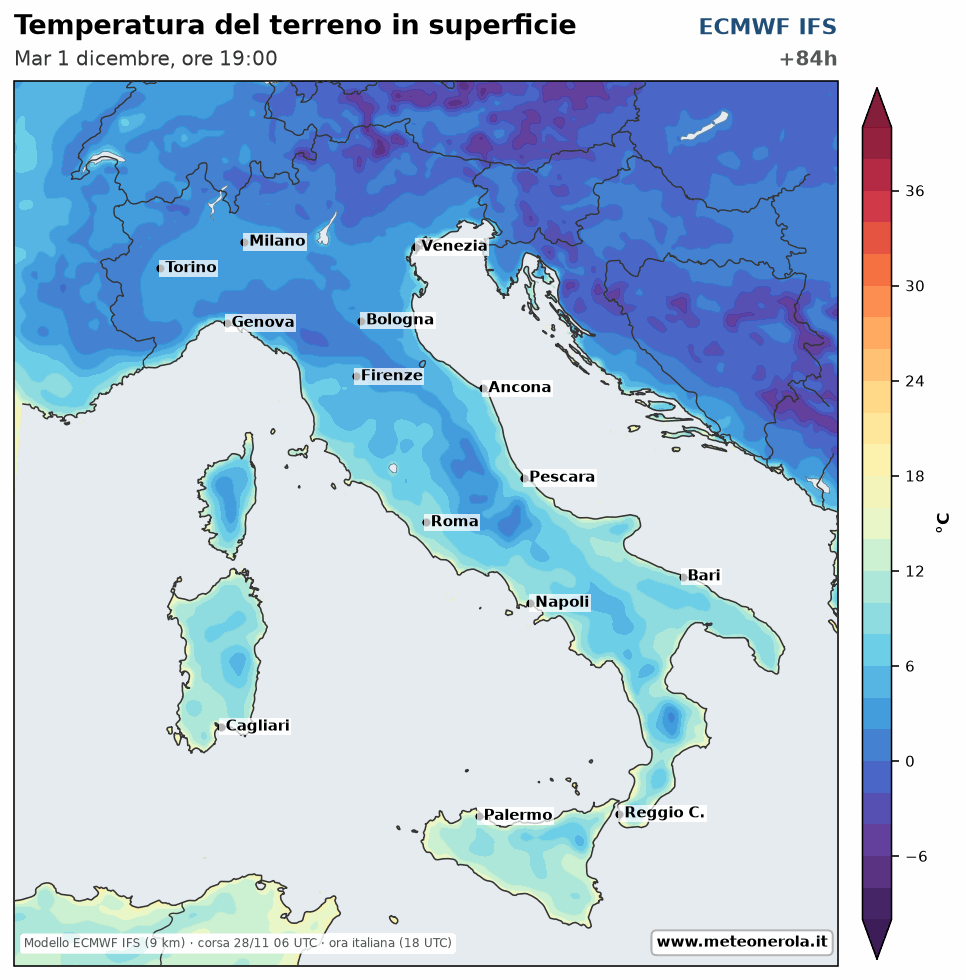 Temperatura del terreno in superficie
ECMWF IFS
Mar 1 dicembre, ore 19:00
+84h
Milano
Venezia
Torino
Genova
Bologna
Firenze
Ancona
Pescara
Roma
Bari
Napoli
Cagliari
Palermo
Reggio C.
36
30
24
18
12
6
0
−6
°C
Modello ECMWF IFS (9 km) · corsa 28/11 06 UTC · ora italiana (18 UTC)
www.meteonerola.it